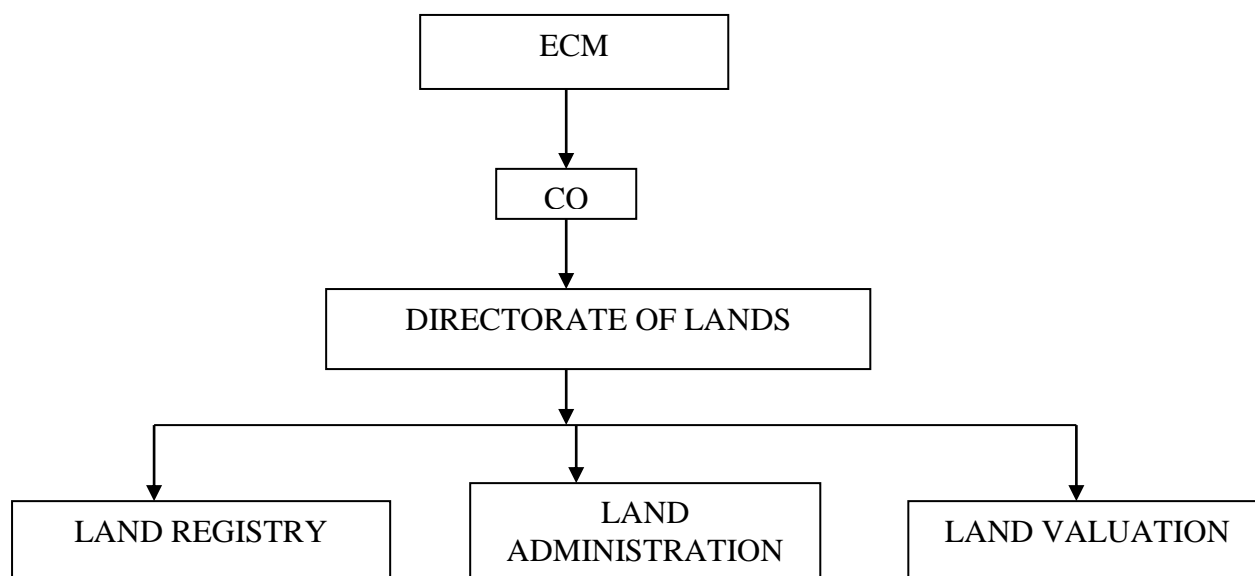 ECM
CO
DIRECTORATE OF LANDS
LAND REGISTRY
LAND
ADMINISTRATION
LAND VALUATION